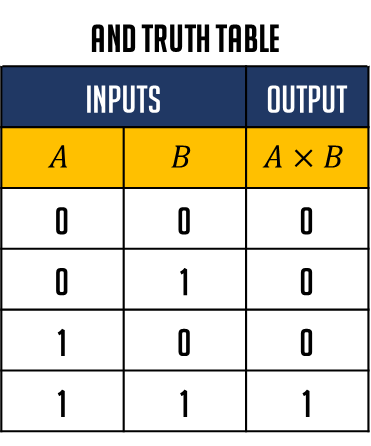 AND TRUTH TABLE
INPUTS OUTPUT
A B A × B
0 0 0
0 1 0
1 0 0
1 1 1